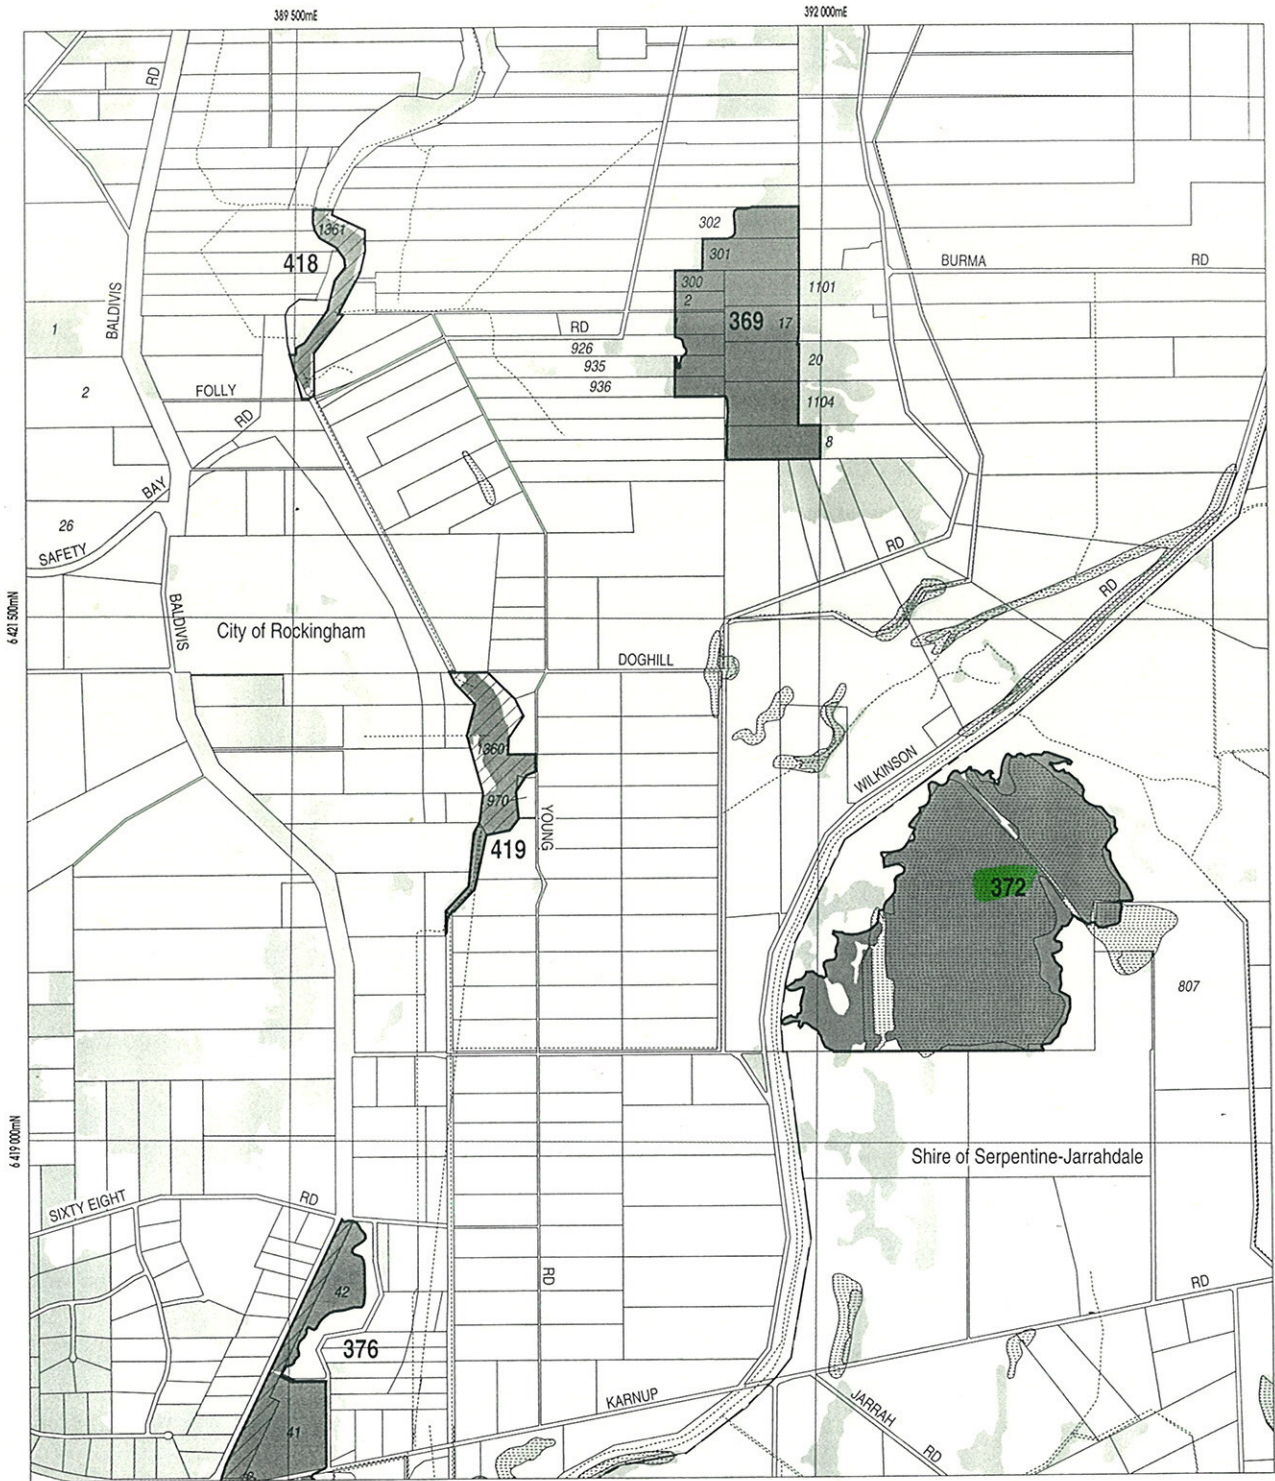 389 500mE
392 000mE
RD
1361
302
418
301
BURMA
RD
300
1101
2
BALDIVIS
369
17
1
RD
926
20
935
2
FOLLY
936
1104
RD
8
BAY
26
SAFETY
RD
RD
6 421 500mN
BALDIVIS
City of Rockingham
DOGHILL
1360
WILKINSON
970
YOUNG
419
372
807
6 419 000mN
Shire of Serpentine-Jarrahdale
SIXTY EIGHT
RD
RD
RD
42
376
KARNUP
JARRAH
41
RD